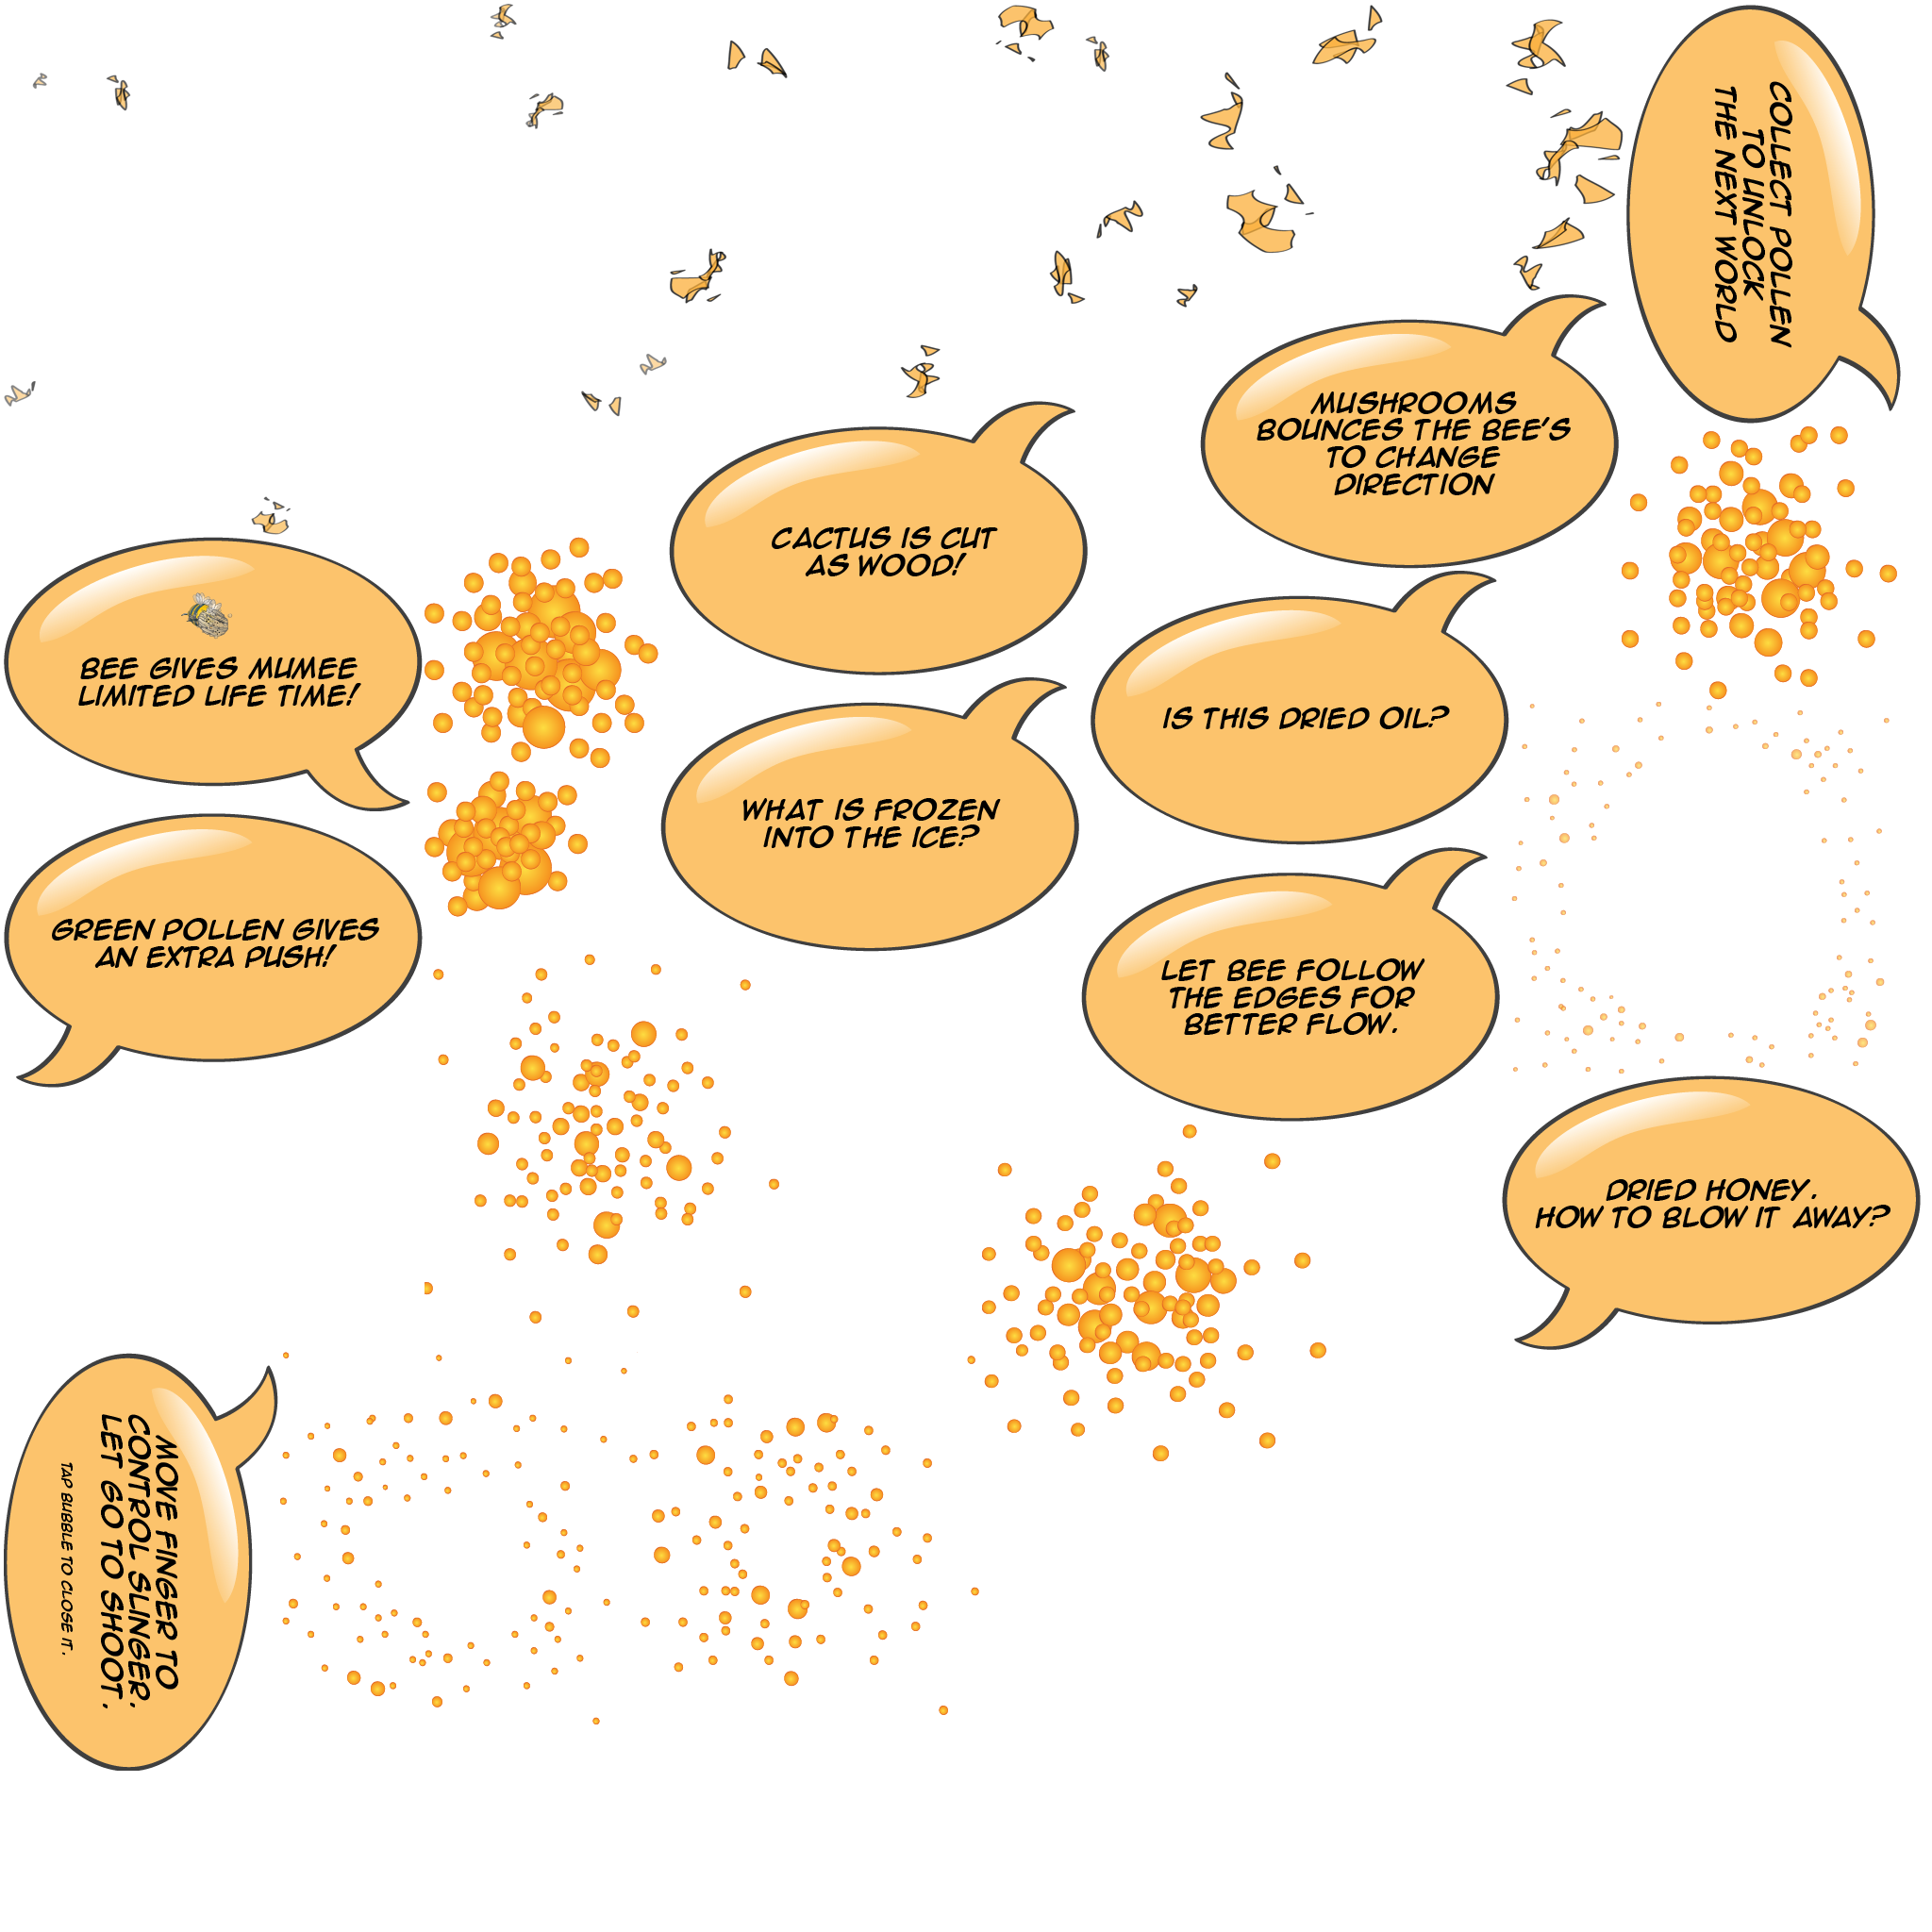 COLLECT POLLEN
TO UNLOCK
THE NEXT WORLD
MUSHROOMS
BOUNCES THE BEE'S
TO CHANGE
DIRECTION
CACTUS IS CUT
AS WOOD!
BEE GIVES MUMEE
LIMITED LIFE TIME!
IS THIS DRIED OIL?
WHAT IS FROZEN
INTO THE ICE?
GREEN POLLEN GIVES
AN EXTRA PUSH!
LET BEE FOLLOW
THE EDGES FOR
BETTER FLOW.
DRIED HONEY.
HOW TO BLOW IT AWAY?
MOVE FINGER TO
CONTROL SLINGER.
LET GO TO SHOOT.
TAP BUBBLE TO CLOSE IT.